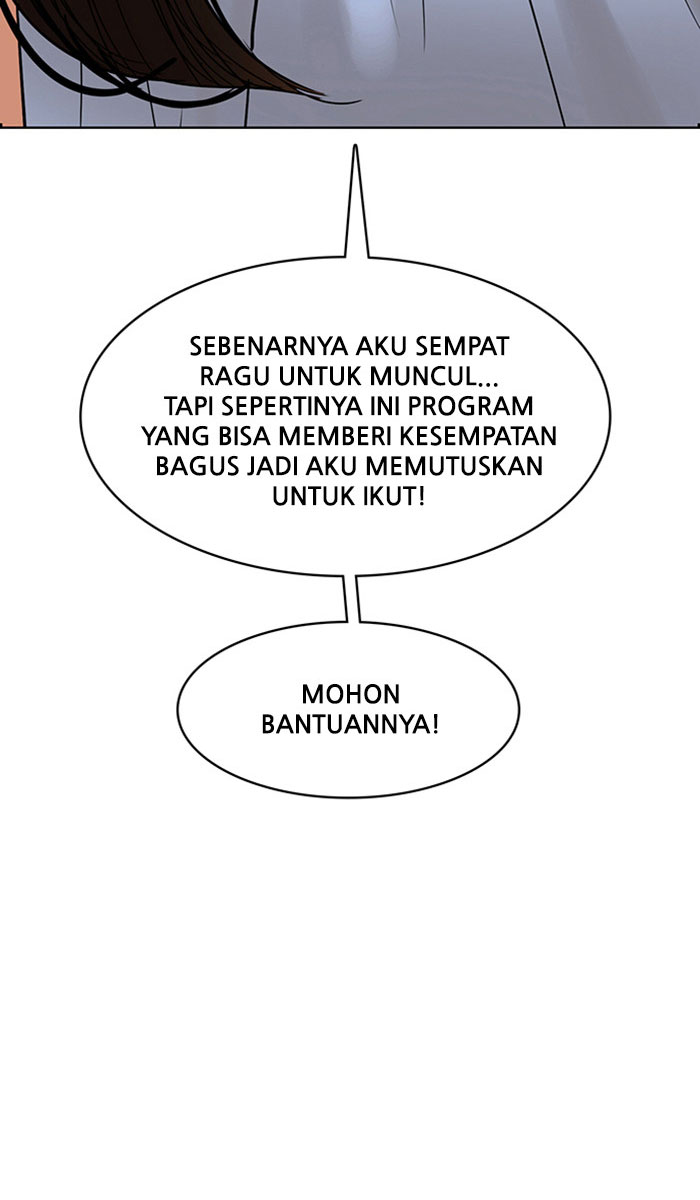 SEBENARNYA AKU SEMPAT
RAGU UNTUK MUNCUL...
TAPI SEPERTINYA INI PROGRAM
YANG BISA MEMBERI KESEMPATAN
BAGUS JADI AKU MEMUTUSKAN
UNTUK IKUT!
MOHON
BANTUANNYA!